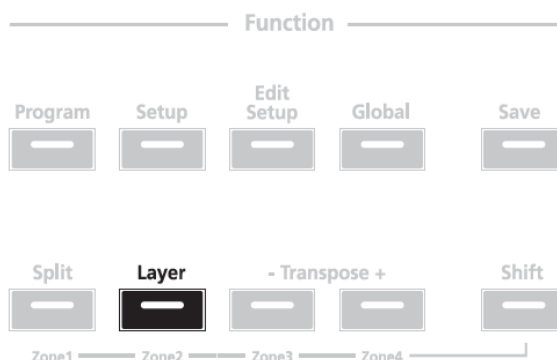 Function
Program Setup Edit Setup Global Save
Split Layer - Transpose + Shift
Zone1 Zone2 Zone3 Zone4